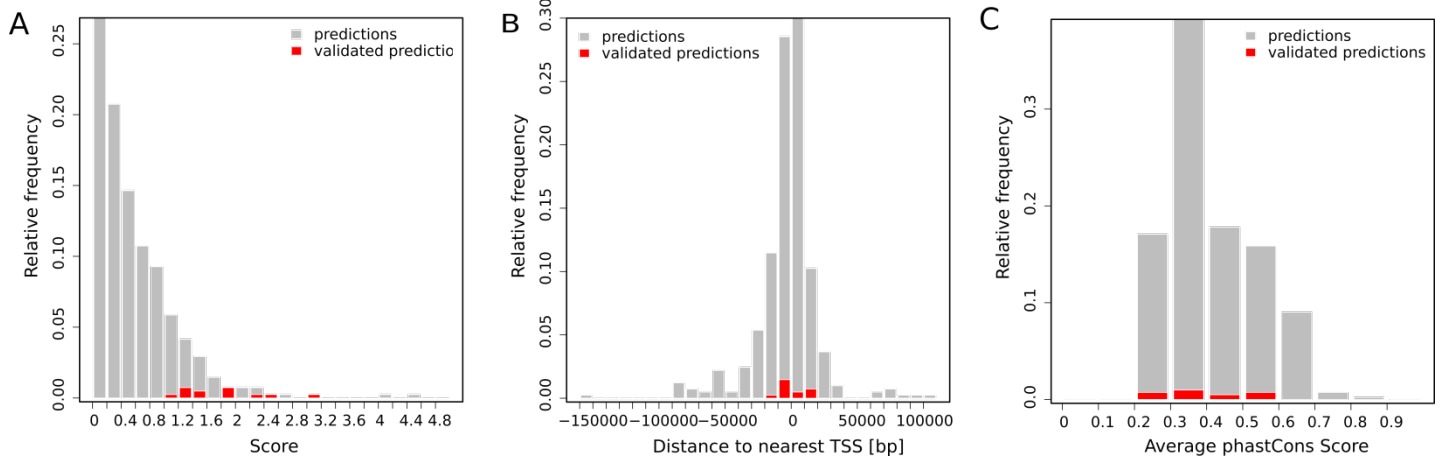 A
predictions
validated predictio
0.25
0.20
0.15
0.10
0.05
0.00
Relative frequency
0 0.4 0.8 1.2 1.6 2 2.4 2.8 3.2 3.6 4 4.4 4.8
Score
B
predictions
validated predictions
0.30
0.25
0.20
0.15
0.10
0.05
0.00
Relative frequency
−150000 −100000 −50000 0 50000 100000
Distance to nearest TSS [bp]
C
predictions
validated predictions
0.3
0.2
0.1
0.0
Relative frequency
0 0.1 0.2 0.3 0.4 0.5 0.6 0.7 0.8 0.9
Average phastCons Score